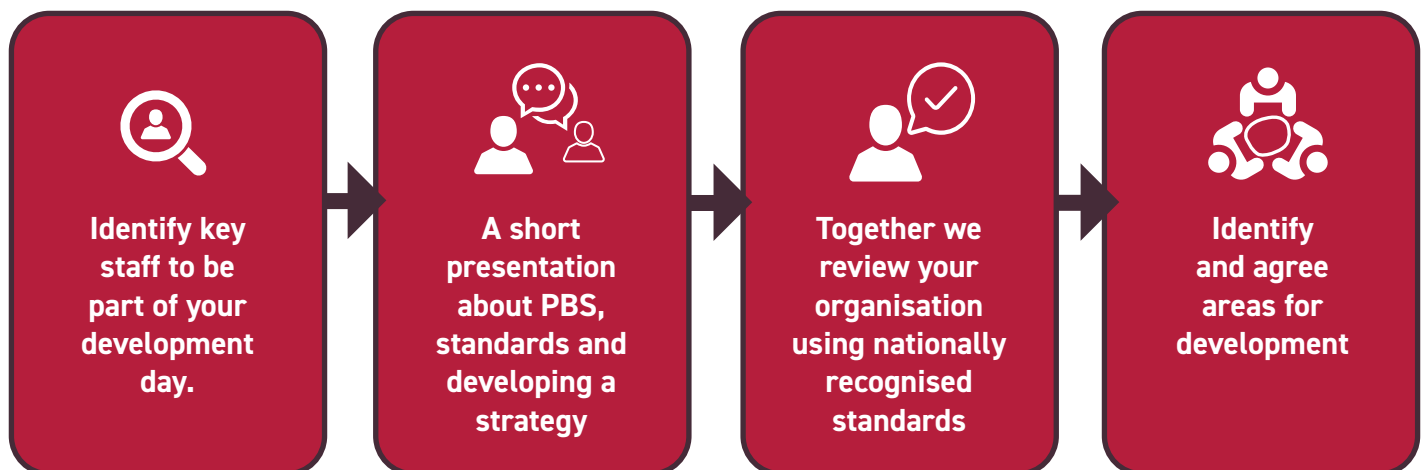 Identify key
staff to be
part of your
development
day.
A short
presentation
about PBS,
standards and
developing a
strategy
Together we
review your
organisation
using nationally
recognised
standards
Identify
and agree
areas for
development